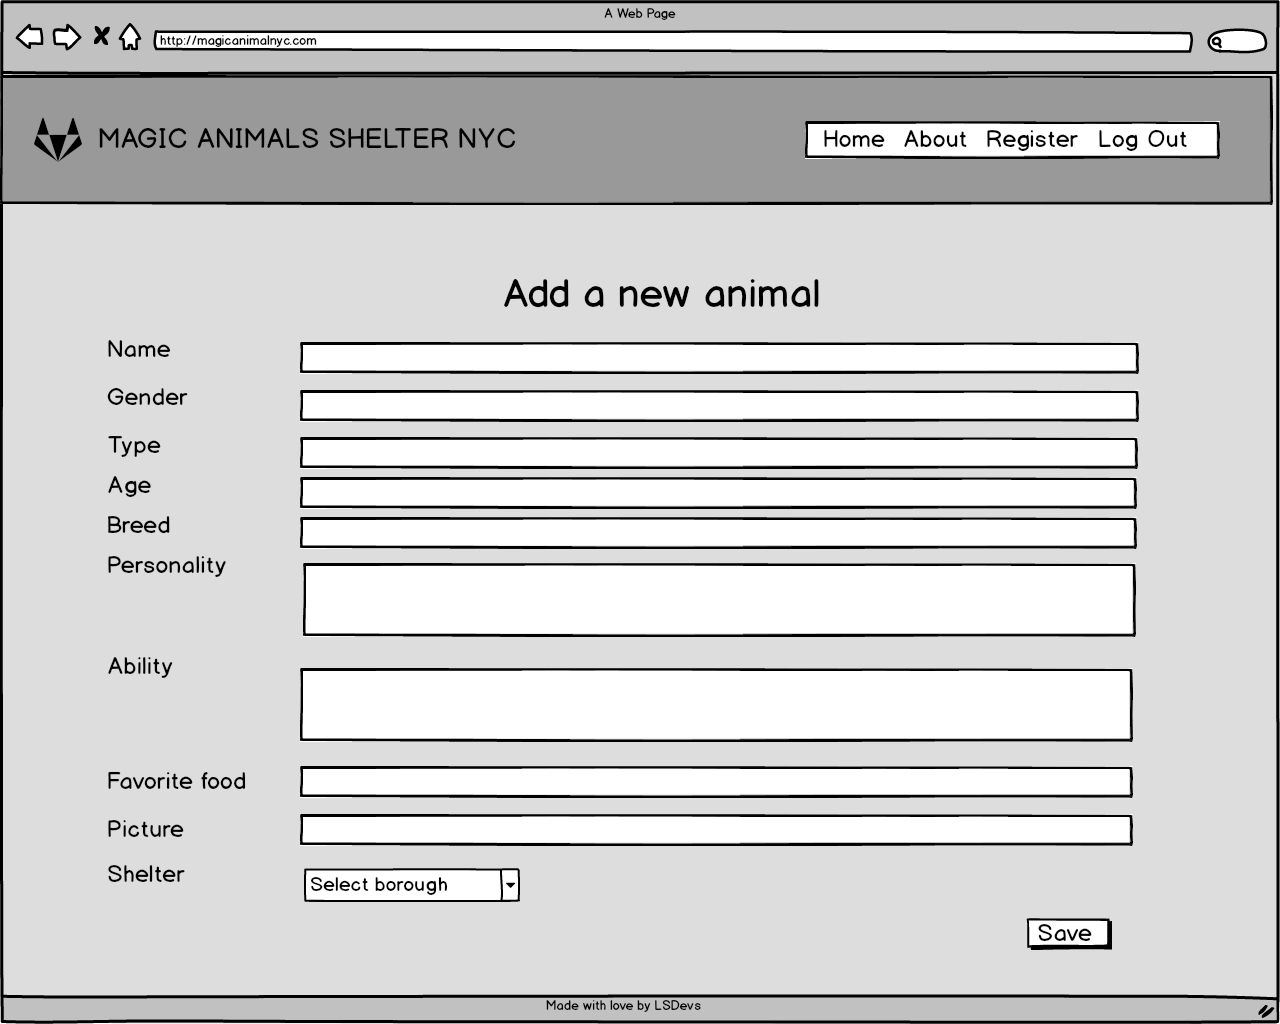 A Web Page
http://magicanimalnyc.com
MAGIC ANIMALS SHELTER NYC
Home About Register Log Out
Add a new animal
Name
Gender
Type
Age
Breed
Personality
Ability
Favorite food
Picture
Shelter
Select borough
Save
Made with love by LSDevs